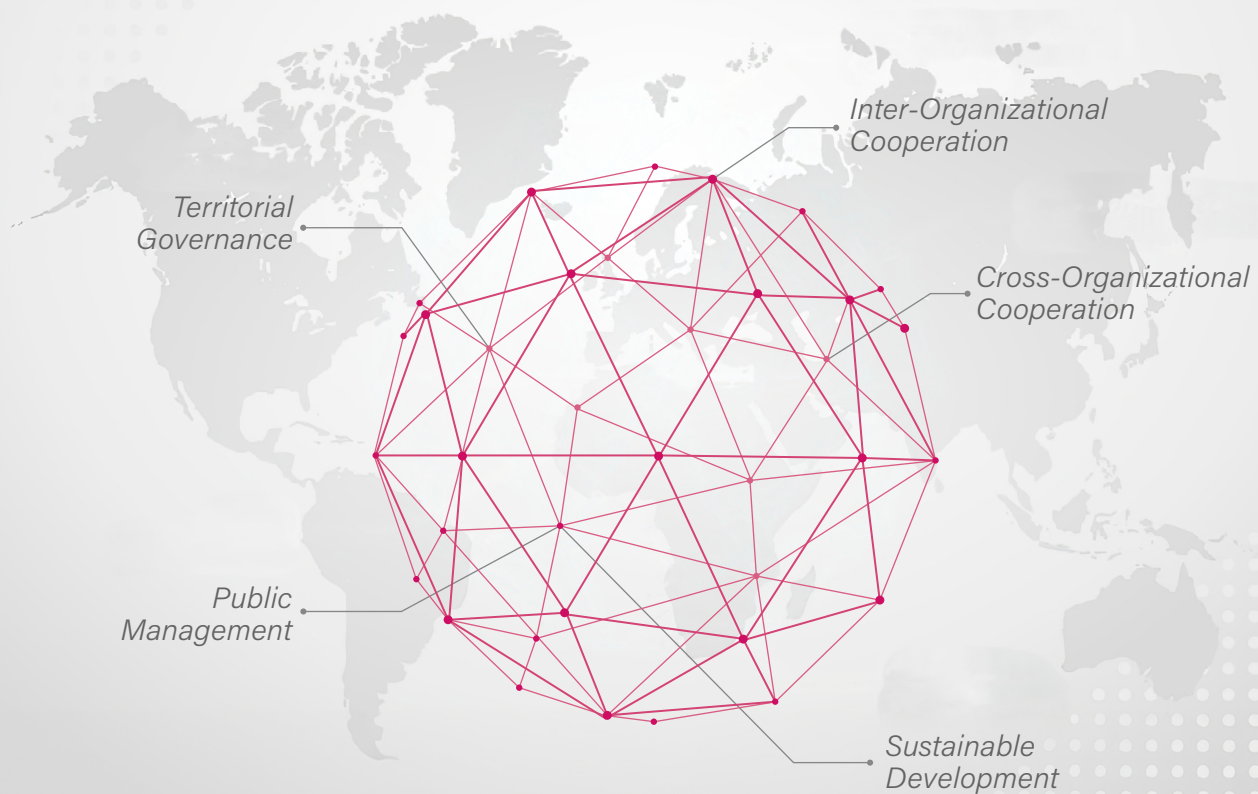 Inter-Organizational
Cooperation
Territorial
Governance
Cross-Organizational
Cooperation
Public
Management
Sustainable
Development